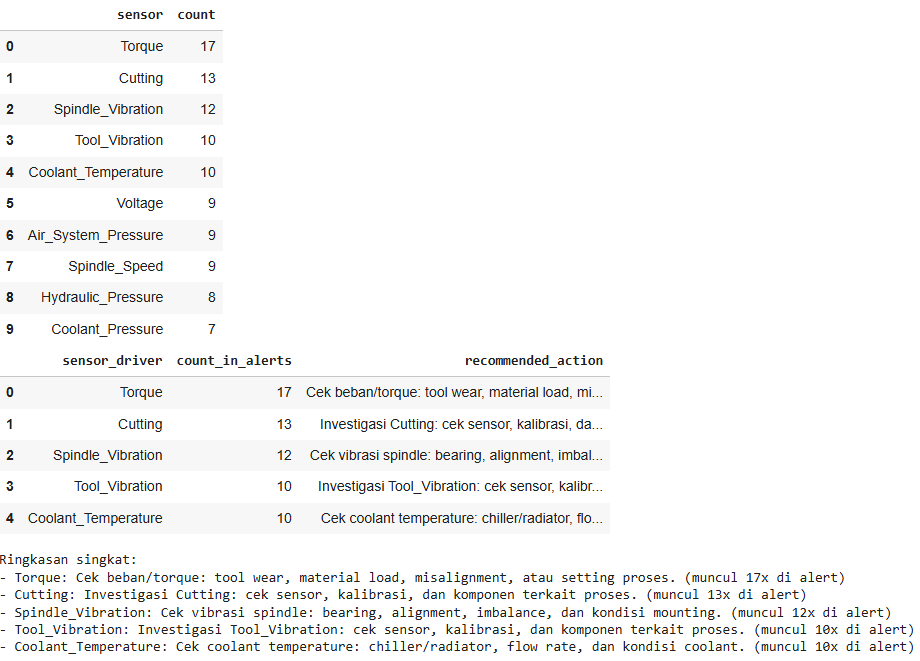 sensor count
0 Torque 17
1 Cutting 13
2 Spindle_Vibration 12
3 Tool_Vibration 10
4 Coolant_Temperature 10
5 Voltage 9
6 Air_System_Pressure 9
7 Spindle_Speed 9
8 Hydraulic_Pressure 8
9 Coolant_Pressure 7
sensor_driver count_in_alerts recommended_action
0 Torque 17 Cek beban/torque: tool wear, material load, mi...
1 Cutting 13 Investigasi Cutting: cek sensor, kalibrasi, da...
2 Spindle_Vibration 12 Cek vibrasi spindle: bearing, alignment, imbal...
3 Tool_Vibration 10 Investigasi Tool_Vibration: cek sensor, kalibr...
4 Coolant_Temperature 10 Cek coolant temperature: chiller/radiator, flo...
Ringkasan singkat:
- Torque: Cek beban/torque: tool wear, material load, misalignment, atau setting proses. (muncul 17x di alert)
- Cutting: Investigasi Cutting: cek sensor, kalibrasi, dan komponen terkait proses. (muncul 13x di alert)
- Spindle_Vibration: Cek vibrasi spindle: bearing, alignment, imbalance, dan kondisi mounting. (muncul 12x di alert)
- Tool_Vibration: Investigasi Tool_Vibration: cek sensor, kalibrasi, dan komponen terkait proses. (muncul 10x di alert)
- Coolant_Temperature: Cek coolant temperature: chiller/radiator, flow rate, dan kondisi coolant. (muncul 10x di alert)